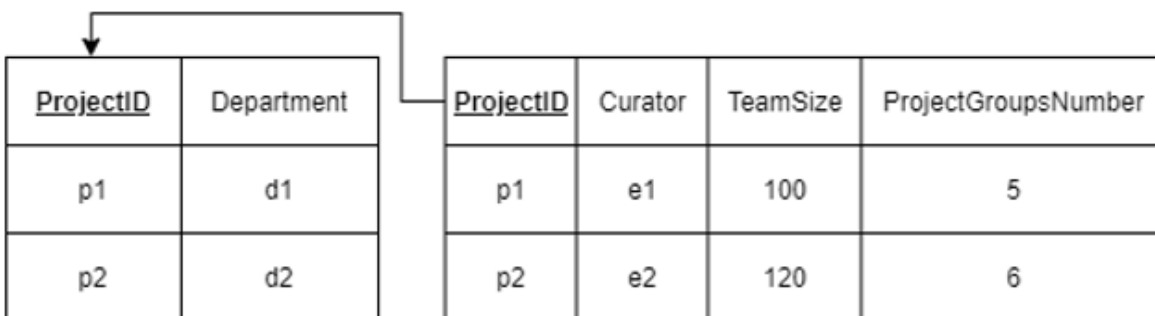 ProjectID Department ProjectID Curator TeamSize ProjectGroupsNumber
p1 d1 p1 e1 100 5
p2 d2 p2 e2 120 6